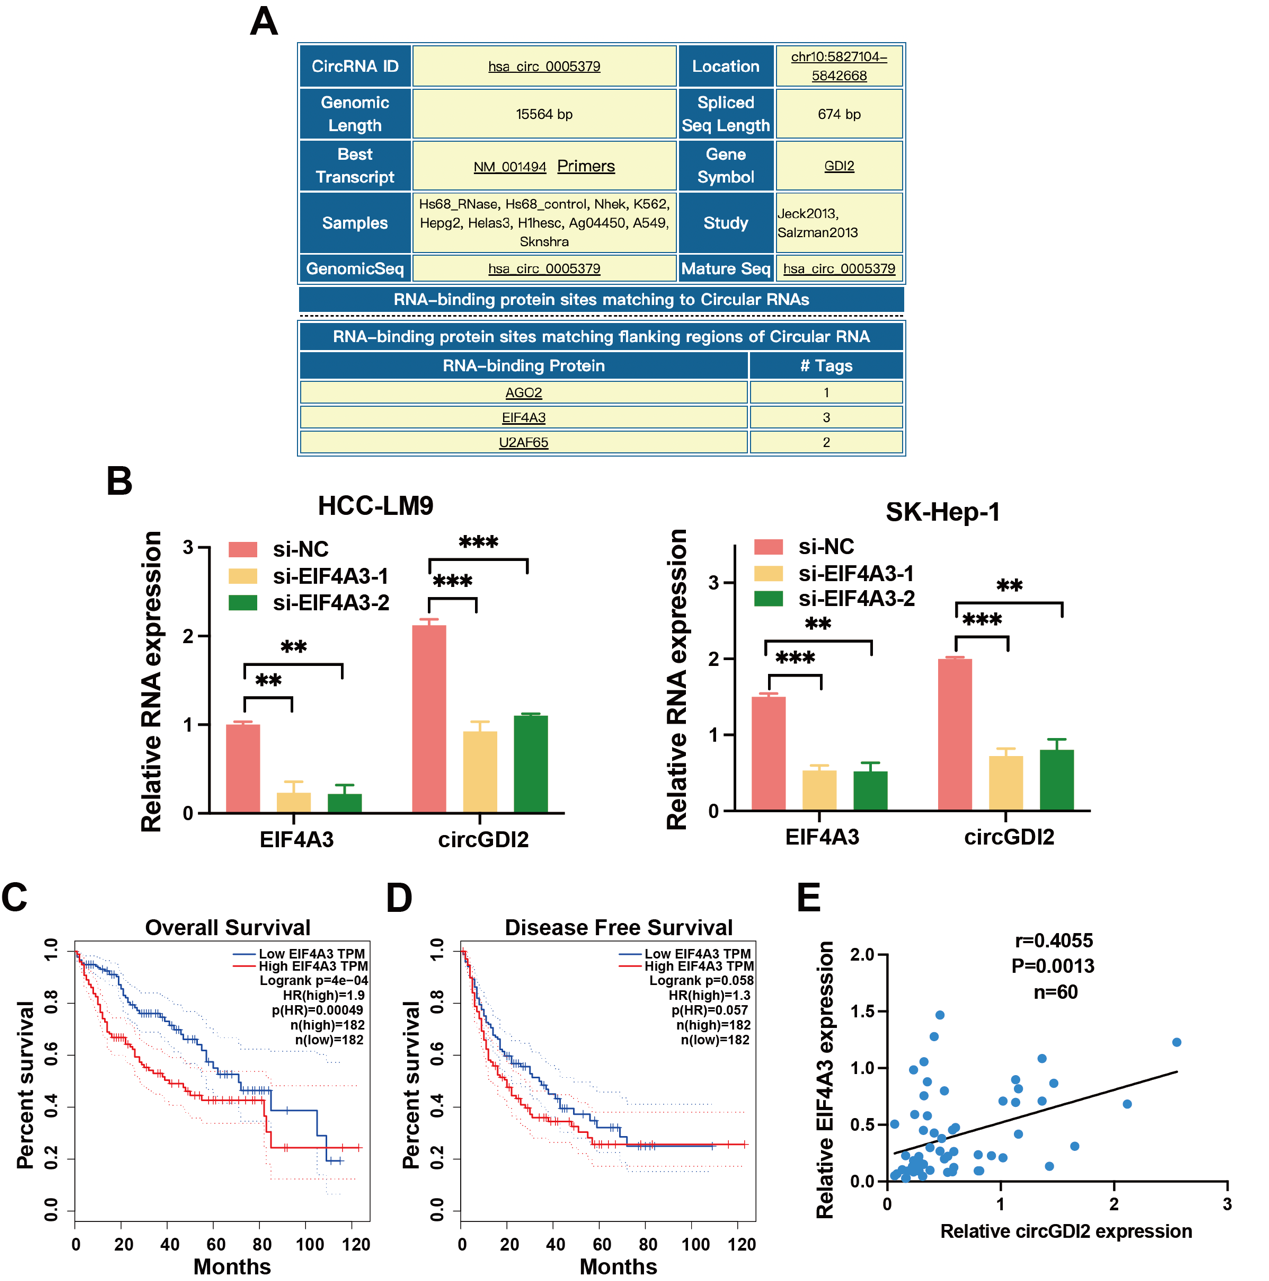 A
CircRNA ID
hsa_circ_0005379
Location
chr10:5827104-
5842668
Genomic
Length
15564 bp
Spliced
Seq Length
674 bp
Best
Transcript
NM_001494 Primers
Gene
Symbol
GDI2
Samples
Hs68_RNase, Hs68_control, Nhek, K562,
Hepg2, Helas3, H1hesc, Ag04450, A549,
Sknshra
Study
Jeck2013,
Salzman2013
GenomicSeq
hsa_circ_0005379
Mature Seq
hsa_circ_0005379
RNA-binding protein sites matching to Circular RNAs
RNA-binding protein sites matching flanking regions of Circular RNA
RNA-binding Protein
# Tags
AGO2
1
EIF4A3
3
U2AF65
2
B
HCC-LM9
Relative RNA expression
3
2
1
0
si-NC
si-EIF4A3-1
si-EIF4A3-2
**
**
***
***
EIF4A3
circGDI2
SK-Hep-1
Relative RNA expression
3
2
1
0
si-NC
si-EIF4A3-1
si-EIF4A3-2
**
***
**
***
EIF4A3
circGDI2
C
Overall Survival
Percent survival
1.0
0.8
0.6
0.4
0.2
0.0
Low EIF4A3 TPM
High EIF4A3 TPM
Logrank p=4e-04
HR(high)=1.9
p(HR)=0.00049
n(high)=182
n(low)=182
0 20 40 60 80 100 120
Months
D
Disease Free Survival
Percent survival
1.0
0.8
0.6
0.4
0.2
0.0
Low EIF4A3 TPM
High EIF4A3 TPM
Logrank p=0.058
HR(high)=1.3
p(HR)=0.057
n(high)=182
n(low)=182
0 20 40 60 80 100 120
Months
E
Relative EIF4A3 expression
2.0
1.5
1.0
0.5
0.0
r=0.4055
P=0.0013
n=60
0 1 2 3
Relative circGDI2 expression